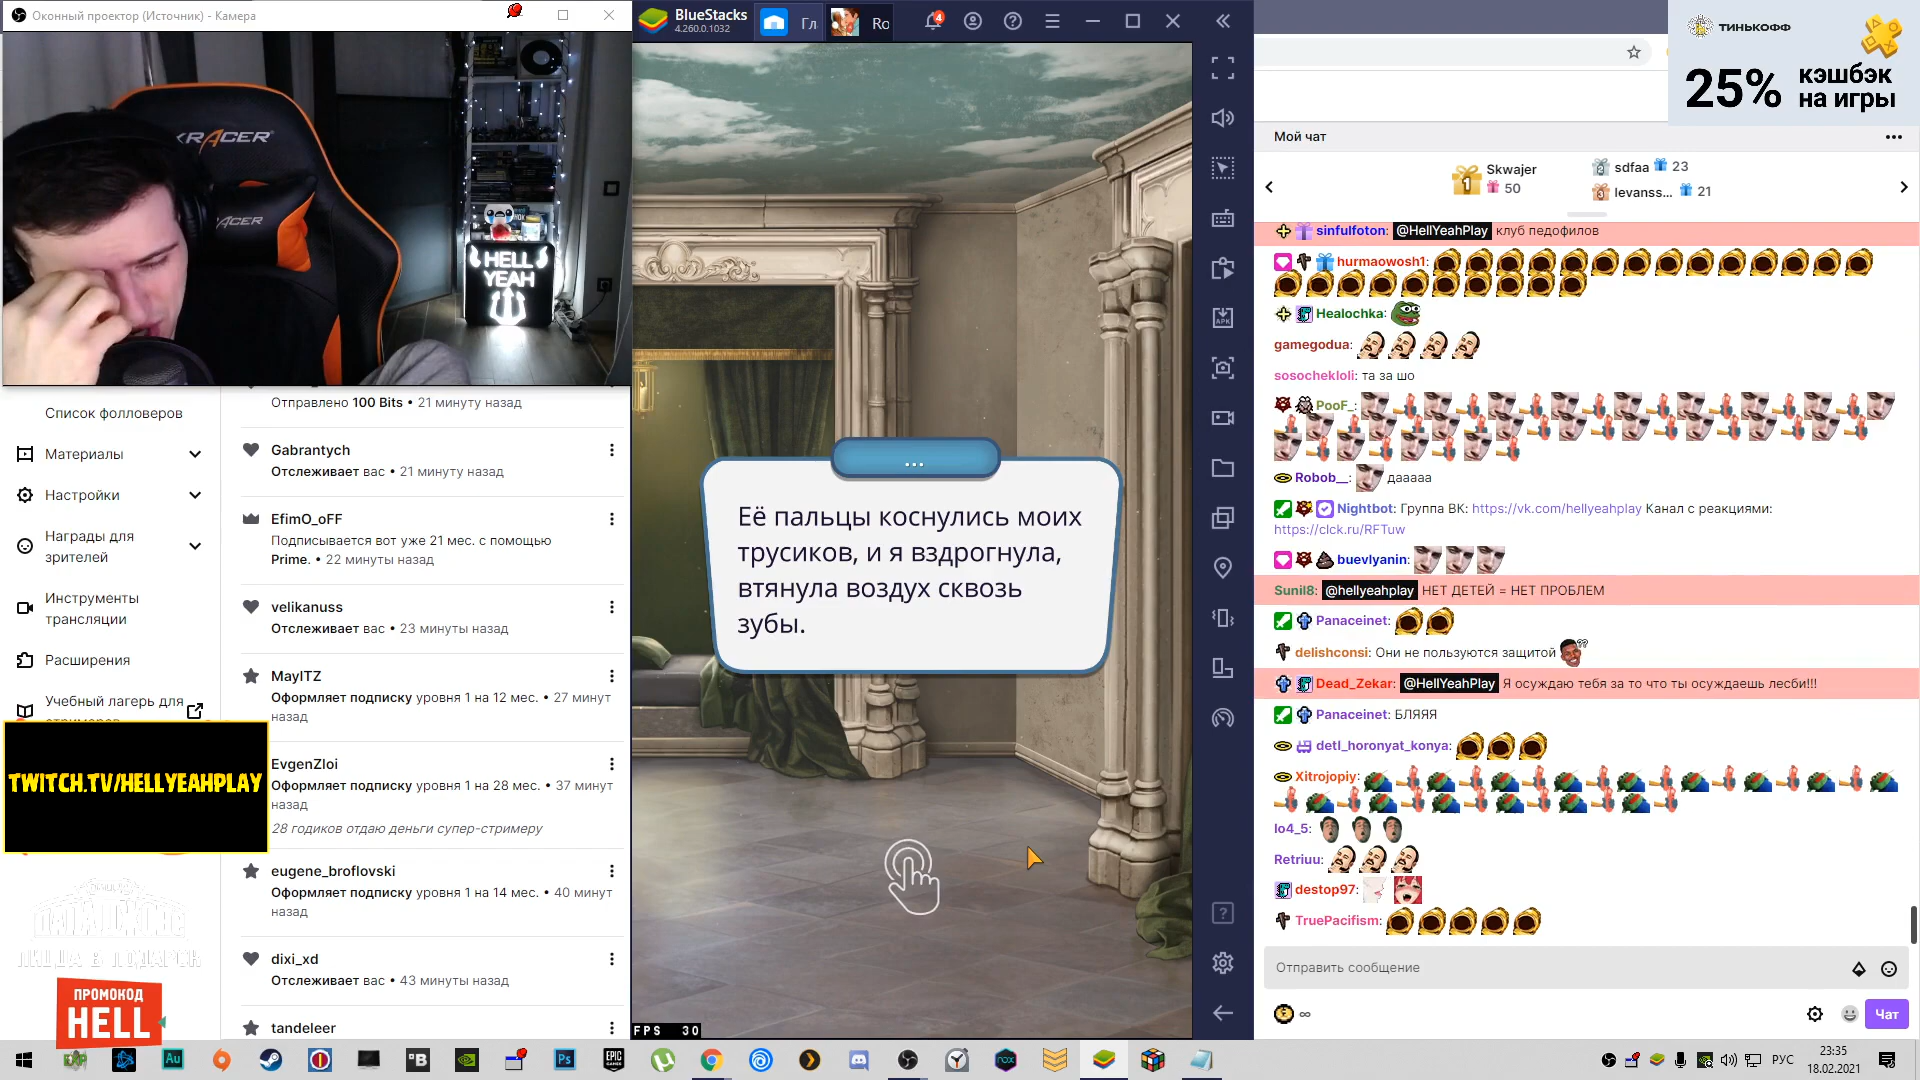 Оконный проектор (Источник) - Камера
BlueStacks
4.260.0.1032
Гл
Ro
4
ТИНЬКОФФ
25%
кэшбэк
на игры
XRACER
RACER
HELL
YEAH
Мой чат
1
Skwajer
50
sdfaa 23
levanss... 21
sinfulfoton: @HellYeahPlay клуб педофилов
hurmaowosh1:
Healochka:
gamegodua:
sosochekloli: та за шо
PooF_:
Robob__: дааааа
Nightbot: Группа ВК: https://vk.com/hellyeahplay Канал с реакциями:
https://clck.ru/RFTuw
buevlyanin:
Sunil8: @hellyeahplay НЕТ ДЕТЕЙ = НЕТ ПРОБЛЕМ
Panaceinet:
delishconsi: Они не пользуются защитой
Dead_Zekar: @HellYeahPlay Я осуждаю тебя за то что ты осуждаешь лесби!!!
Panaceinet: БЛЯЯЯ
detI_horonyat_konya:
Xitrojopiy:
lo4_5:
Retriuu:
destop97:
TruePacifism:
Отправить сообщение
∞
Чат
Список фолловеров
Материалы
Настройки
Награды для
зрителей
Инструменты
трансляции
Расширения
Учебный лагерь для
TWITCH.TV/HELLYEAHPLAY
ПИЦЦА В ПОДАРОК
ПРОМОКОД
HELL
Отправлено 100 Bits • 21 минуту назад
Gabrantych
Отслеживает вас • 21 минуту назад
EfimO_oFF
Подписывается вот уже 21 мес. с помощью
Prime. • 22 минуты назад
velikanuss
Отслеживает вас • 23 минуты назад
MayITZ
Оформляет подписку уровня 1 на 12 мес. • 27 минут
назад
EvgenZloi
Оформляет подписку уровня 1 на 28 мес. • 37 минут
назад
28 годиков отдаю деньги супер-стримеру
eugene_broflovski
Оформляет подписку уровня 1 на 14 мес. • 40 минут
назад
dixi_xd
Отслеживает вас • 43 минуты назад
tandeleer
...
Её пальцы коснулись моих
трусиков, и я вздрогнула,
втянула воздух сквозь
зубы.
FPS 30
РУС
23:35
18.02.2021